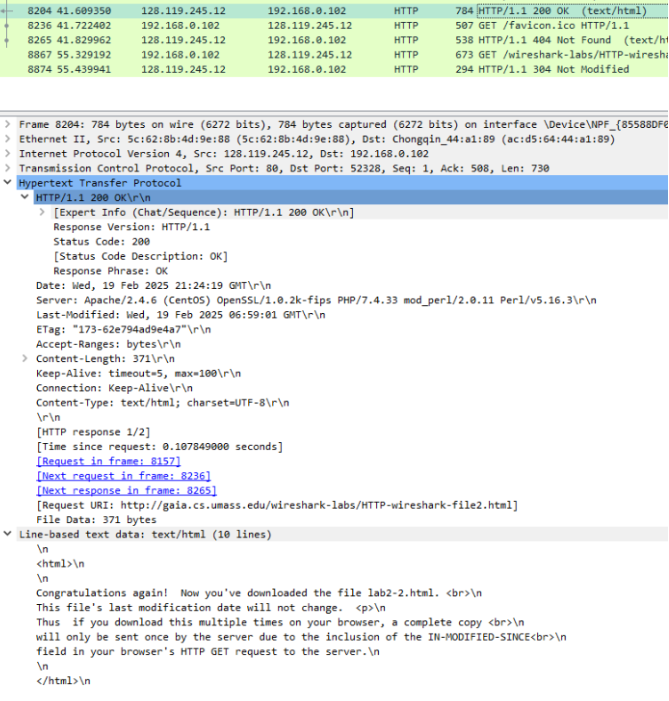 8204 41.609350 128.119.245.12 192.168.0.102 HTTP 784 HTTP/1.1 200 OK (text/html)
8236 41.722402 192.168.0.102 128.119.245.12 HTTP 507 GET /favicon.ico HTTP/1.1
8265 41.829962 128.119.245.12 192.168.0.102 HTTP 538 HTTP/1.1 404 Not Found (text/ht
8867 55.329192 192.168.0.102 128.119.245.12 HTTP 673 GET /wireshark-labs/HTTP-wiresha
8874 55.439941 128.119.245.12 192.168.0.102 HTTP 294 HTTP/1.1 304 Not Modified
Frame 8204: 784 bytes on wire (6272 bits), 784 bytes captured (6272 bits) on interface \Device\NPF_{85588DF0
Ethernet II, Src: 5c:62:8b:4d:9e:88 (5c:62:8b:4d:9e:88), Dst: Chongqin_44:a1:89 (ac:d5:64:44:a1:89)
Internet Protocol Version 4, Src: 128.119.245.12, Dst: 192.168.0.102
Transmission Control Protocol, Src Port: 80, Dst Port: 52328, Seq: 1, Ack: 508, Len: 730
Hypertext Transfer Protocol
HTTP/1.1 200 OK\r\n
[Expert Info (Chat/Sequence): HTTP/1.1 200 OK\r\n]
Response Version: HTTP/1.1
Status Code: 200
[Status Code Description: OK]
Response Phrase: OK
Date: Wed, 19 Feb 2025 21:24:19 GMT\r\n
Server: Apache/2.4.6 (CentOS) OpenSSL/1.0.2k-fips PHP/7.4.33 mod_perl/2.0.11 Perl/v5.16.3\r\n
Last-Modified: Wed, 19 Feb 2025 06:59:01 GMT\r\n
ETag: "173-62e794ad9e4a7"\r\n
Accept-Ranges: bytes\r\n
Content-Length: 371\r\n
Keep-Alive: timeout=5, max=100\r\n
Connection: Keep-Alive\r\n
Content-Type: text/html; charset=UTF-8\r\n
\r\n
[HTTP response 1/2]
[Time since request: 0.107849000 seconds]
[Request in frame: 8157]
[Next request in frame: 8236]
[Next response in frame: 8265]
[Request URI: http://gaia.cs.umass.edu/wireshark-labs/HTTP-wireshark-file2.html]
File Data: 371 bytes
Line-based text data: text/html (10 lines)
\n
<html>\n
\n
Congratulations again!  Now you've downloaded the file lab2-2.html. <br>\n
This file's last modification date will not change.  <p>\n
Thus  if you download this multiple times on your browser, a complete copy <br>\n
will only be sent once by the server due to the inclusion of the IN-MODIFIED-SINCE<br>\n
field in your browser's HTTP GET request to the server.\n
\n
</html>\n